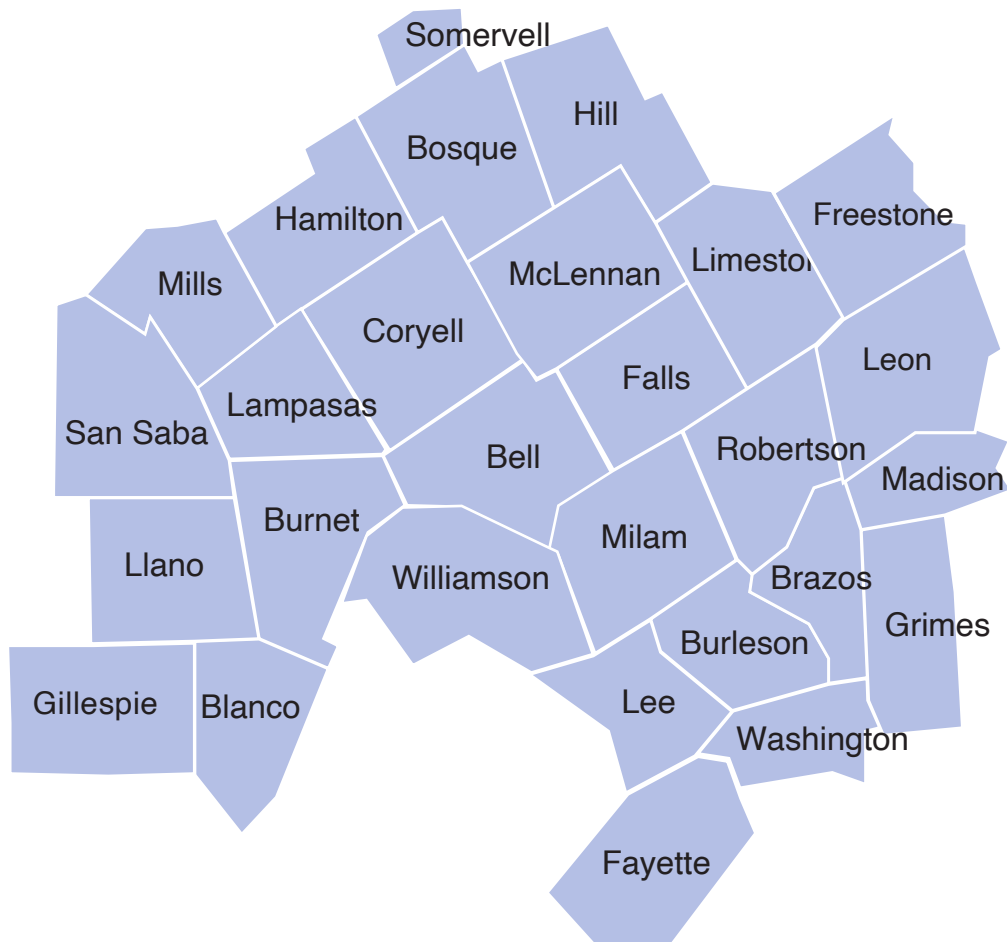 Somervell
Hill
Bosque
Hamilton
Freestone
McLennan
Limestor
Mills
Coryell
Leon
Falls
Lampasas
San Saba
Robertson
Bell
Madison
Burnet
Milam
Llano
Williamson
Brazos
Grimes
Burleson
Gillespie
Blanco
Lee
Washington
Fayette